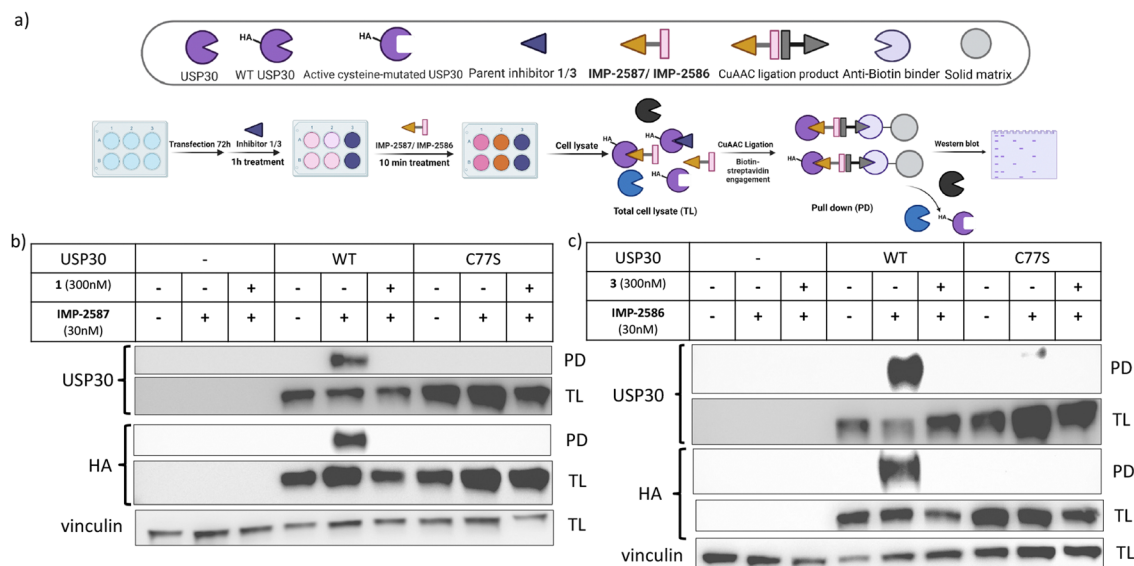 a)
HA
HA
USP30 WT USP30 Active cysteine-mutated USP30 Parent inhibitor 1/3 IMP-2587/ IMP-2586 CuAAC ligation product Anti-Biotin binder Solid matrix
Transfection 72h
Inhibitor 1/3
1h treatment
IMP-2587/ IMP-2586
10 min treatment
Cell lysate
HA
HA
HA
Total cell lysate (TL)
CuAAC Ligation
Biotin-
streptavidin
engagement
HA
HA
Pull down (PD)
HA
Western blot
b)
USP30 - WT C77S
1 (300nM) - - + - - + - - +
IMP-2587
(30nM) - + + - + + - + +
USP30
PD
TL
HA
PD
TL
vinculin TL
c)
USP30 - WT C77S
3 (300nM) - - + - - + - - +
IMP-2586
(30nM) - + + - + + - + +
USP30
PD
TL
HA
PD
TL
vinculin TL